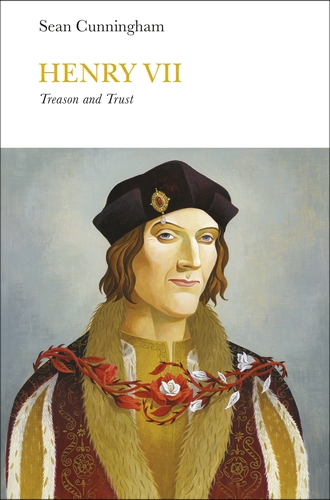 Sean Cunningham
HENRY VII
Treason and Trust